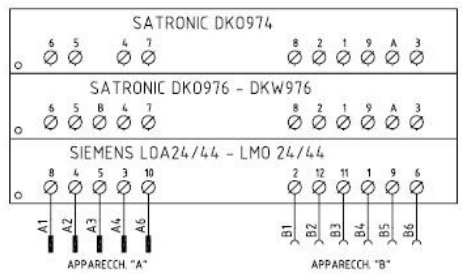 SATRONIC DKO974
6 5 4 7 8 2 1 9 A 3
SATRONIC DKO976 - DKW976
6 5 B 4 7 8 2 1 9 A 3
SIEMENS LOA24/44 - LMO 24/44
8 4 5 3 10 2 12 11 1 9 6
A1 A2 A3 A4 A6 B1 B2 B3 B4 B5 B6
APPARECCH. "A" APPARECCH. "B"